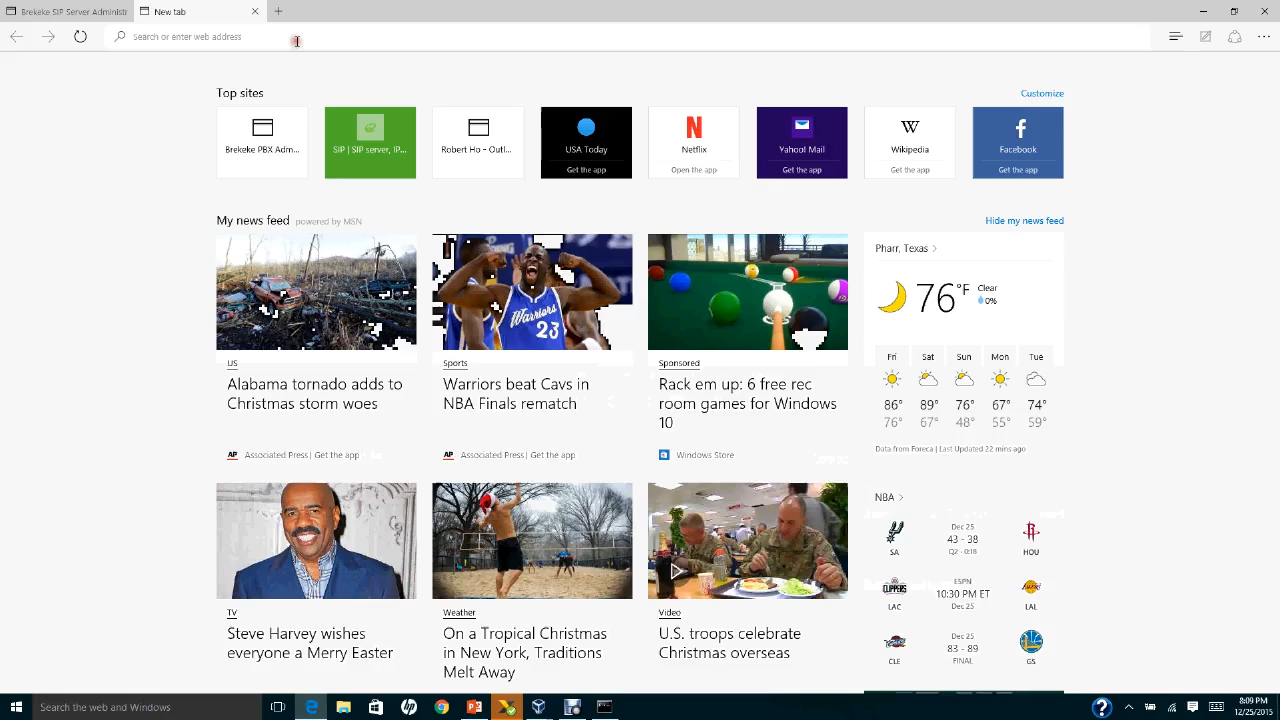 Brekeke SIP Server Administr
New tab
Search or enter web address
Top sites
Customize
Brekeke PBX Adm...
SIP | SIP server, IP...
Robert Ho - Outl...
USA Today
Get the app
Netflix
Open the app
Yahoo! Mail
Get the app
W
Wikipedia
Get the app
Facebook
Get the app
My news feed powered by MSN
Hide my news feed
US
Alabama tornado adds to
Christmas storm woes
AP Associated Press | Get the app
Warriors
23
Sports
Warriors beat Cavs in
NBA Finals rematch
AP Associated Press | Get the app
Sponsored
Rack em up: 6 free rec
room games for Windows
10
Windows Store
Pharr, Texas
76°F
Clear
0%
Fri Sat Sun Mon Tue
86° 89° 76° 67° 74°
76° 67° 48° 55° 59°
Data from Foreca | Last Updated 22 mins ago
TV
Steve Harvey wishes
everyone a Merry Easter
Weather
On a Tropical Christmas
in New York, Traditions
Melt Away
Video
U.S. troops celebrate
Christmas overseas
NBA
Dec 25
43 - 38
Q2 - 0:18
SA
HOU
ESPN
10:30 PM ET
Dec 25
CLIPPERS
LAC
LAL
Dec 25
83 - 89
FINAL
CLE
GS
Search the web and Windows
8:09 PM
12/25/2015